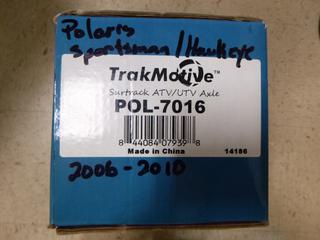 Polaris
Sportsman/Hawkeye
TrakMotive™
Surtrack ATV/UTV Axle
POL-7016
8 44084 07939 8
Made in China
14186
2006-2010